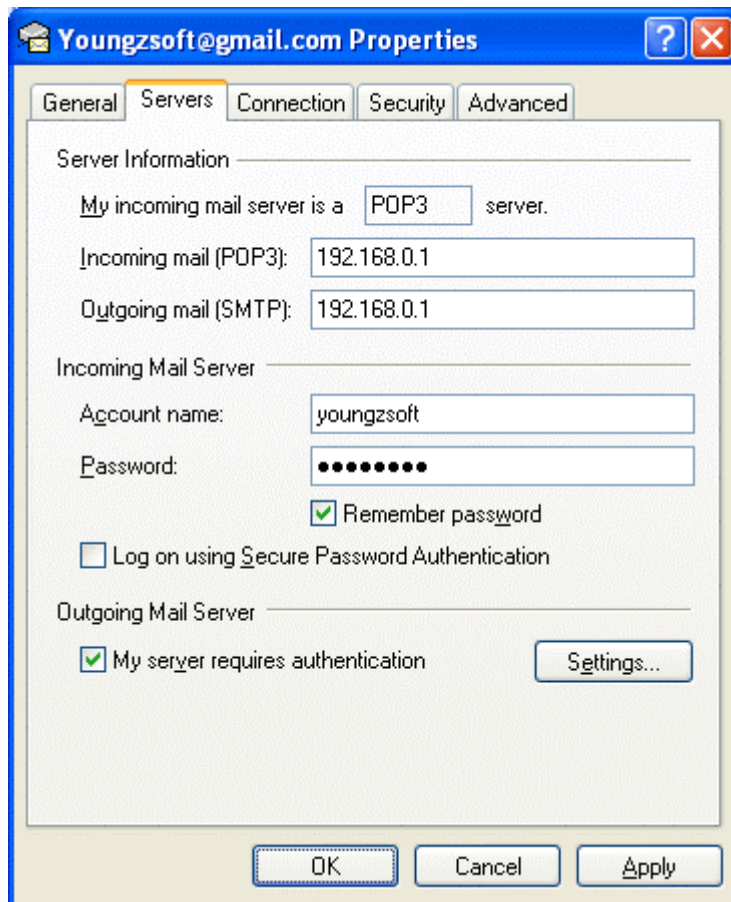 Youngzsoft@gmail.com Properties
General Servers Connection Security Advanced
Server Information
My incoming mail server is a POP3 server.
Incoming mail (POP3): 192.168.0.1
Outgoing mail (SMTP): 192.168.0.1
Incoming Mail Server
Account name: youngzsoft
Password: ●●●●●●●●
Remember password
Log on using Secure Password Authentication
Outgoing Mail Server
My server requires authentication Settings...
OK Cancel Apply